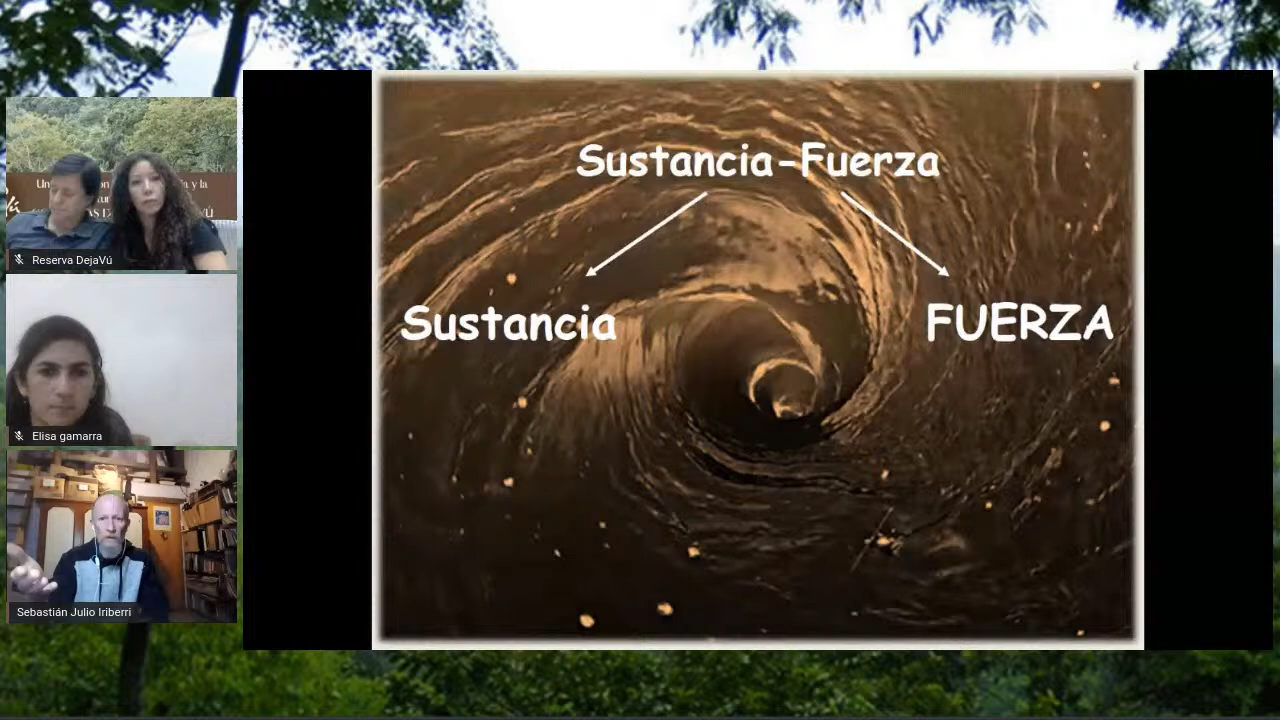 Sustancia-Fuerza
Sustancia
FUERZA
Reserva DejaVú
Elisa gamarra
Sebastián Julio Iriberri